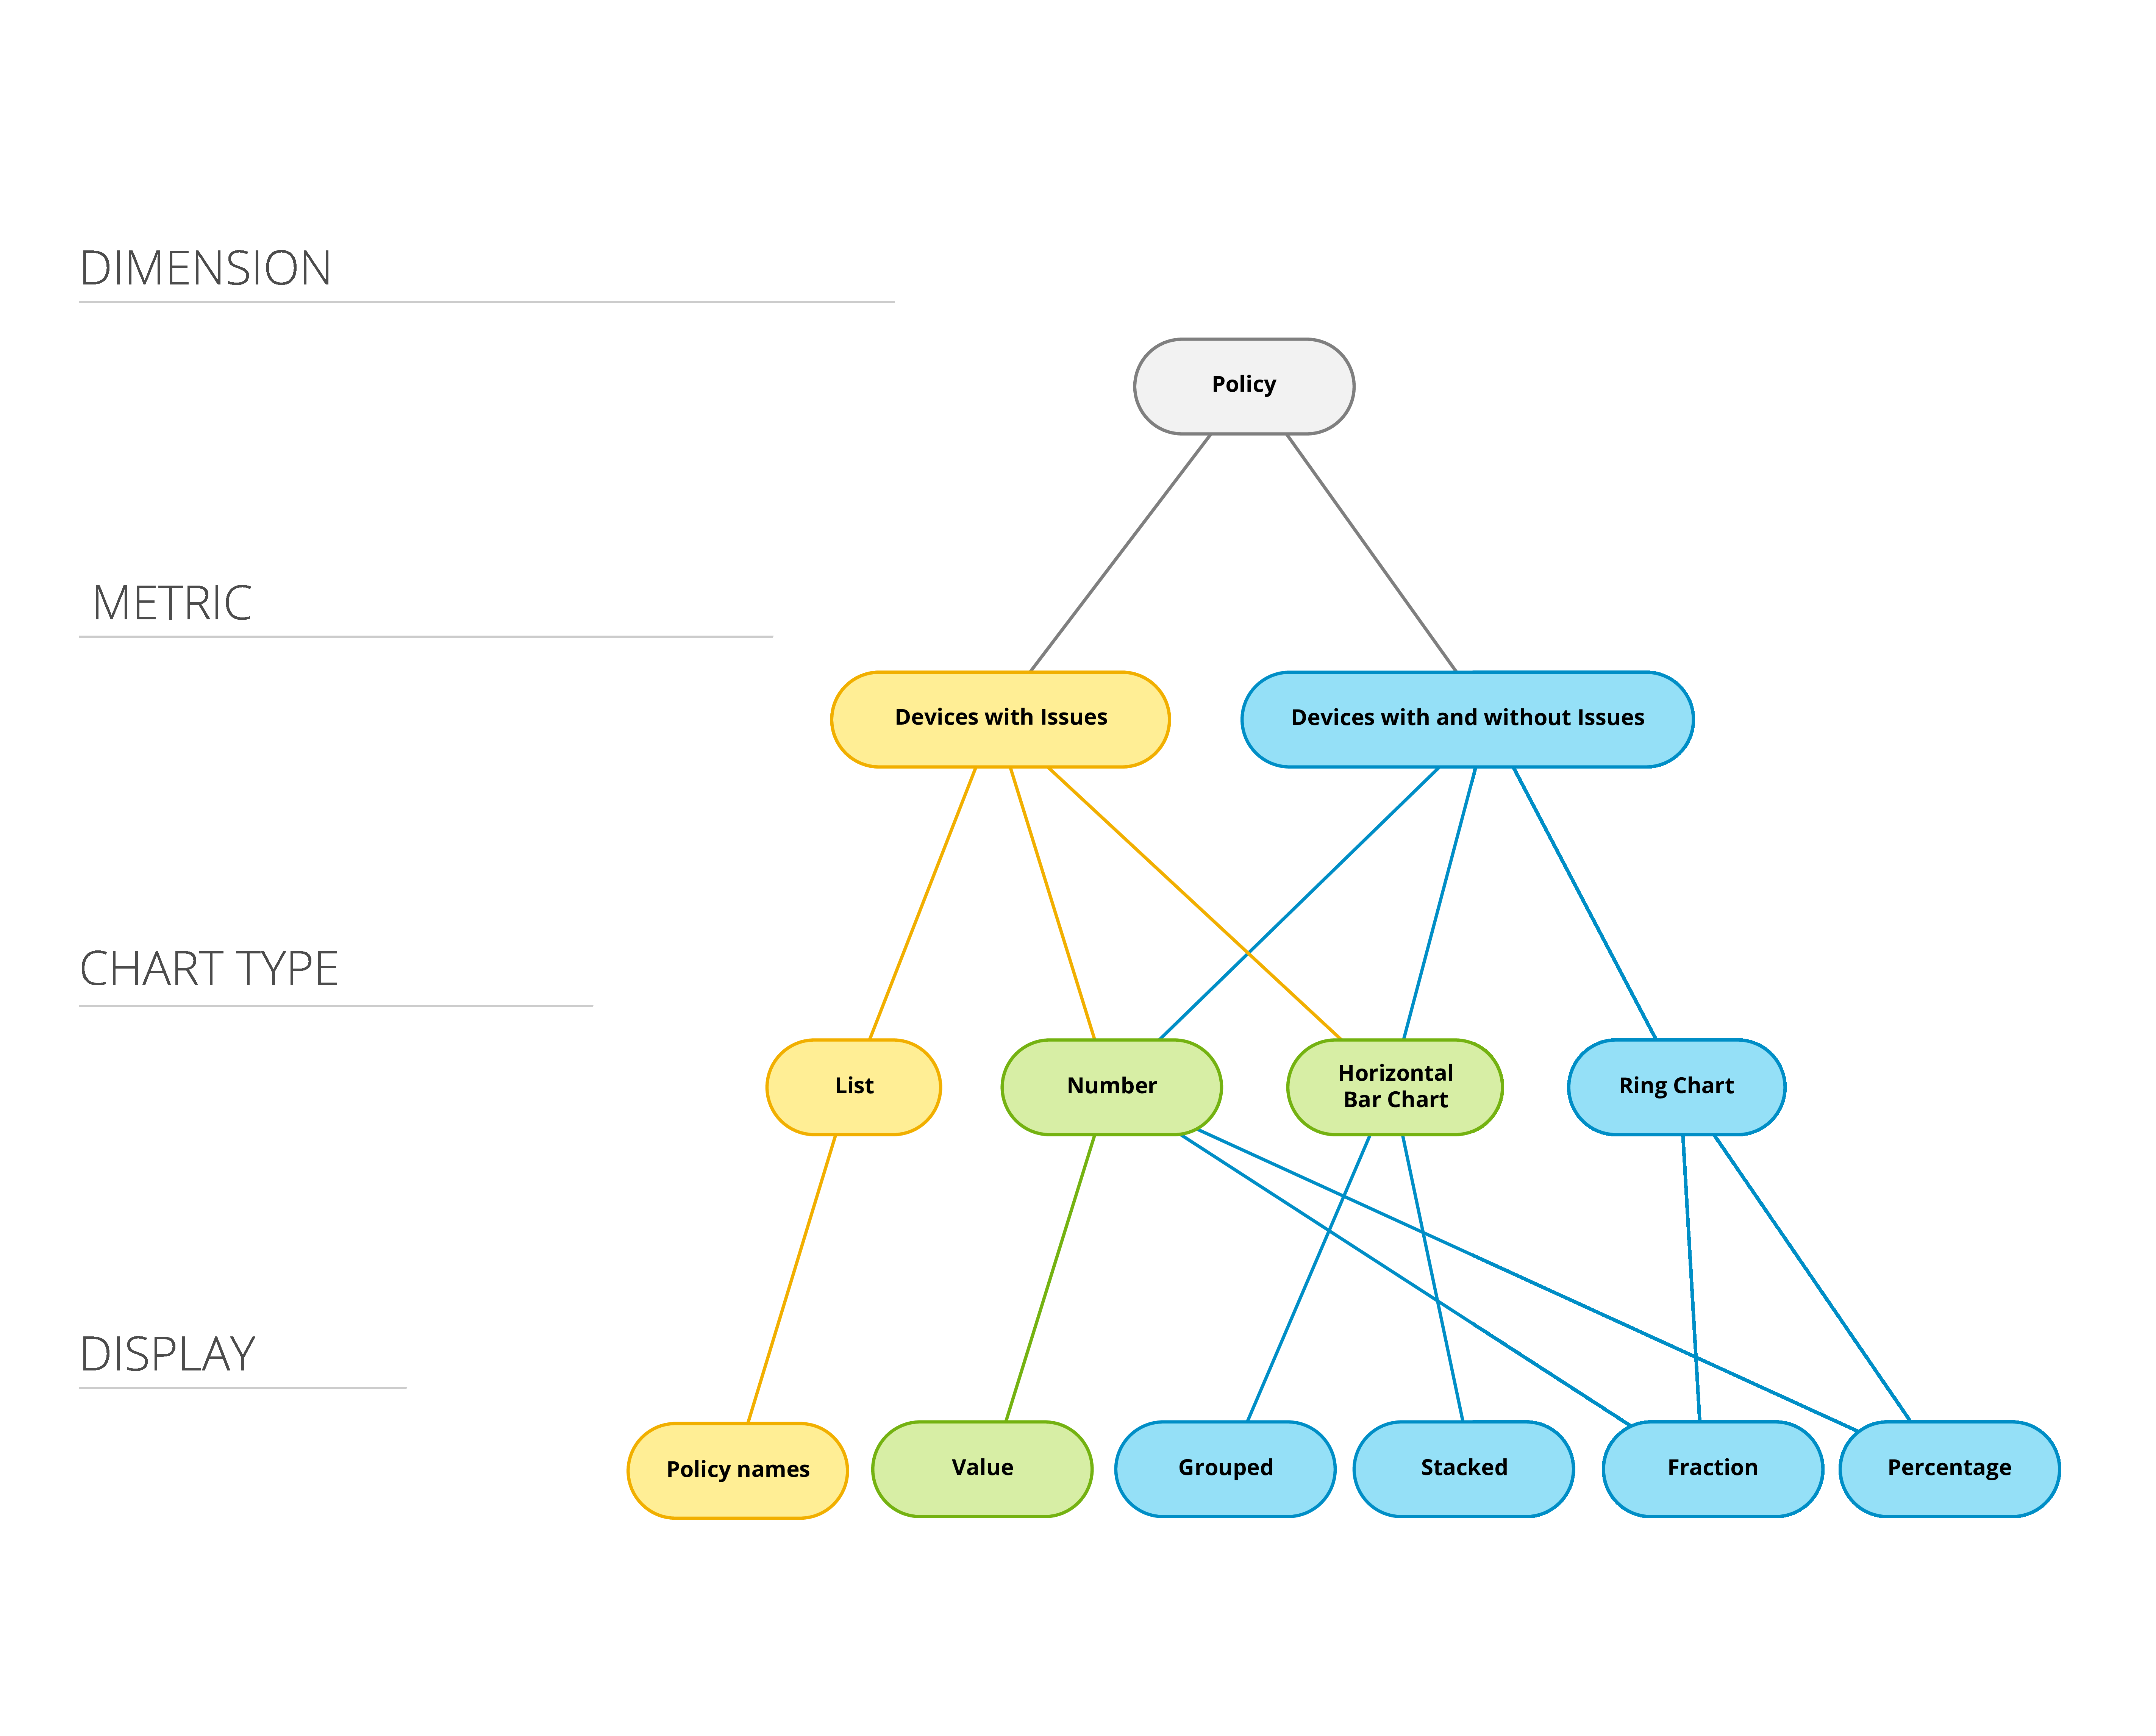 DIMENSION
Policy
METRIC
Devices with Issues
Devices with and without Issues
CHART TYPE
List
Number
Horizontal
Bar Chart
Ring Chart
DISPLAY
Policy names
Value
Grouped
Stacked
Fraction
Percentage